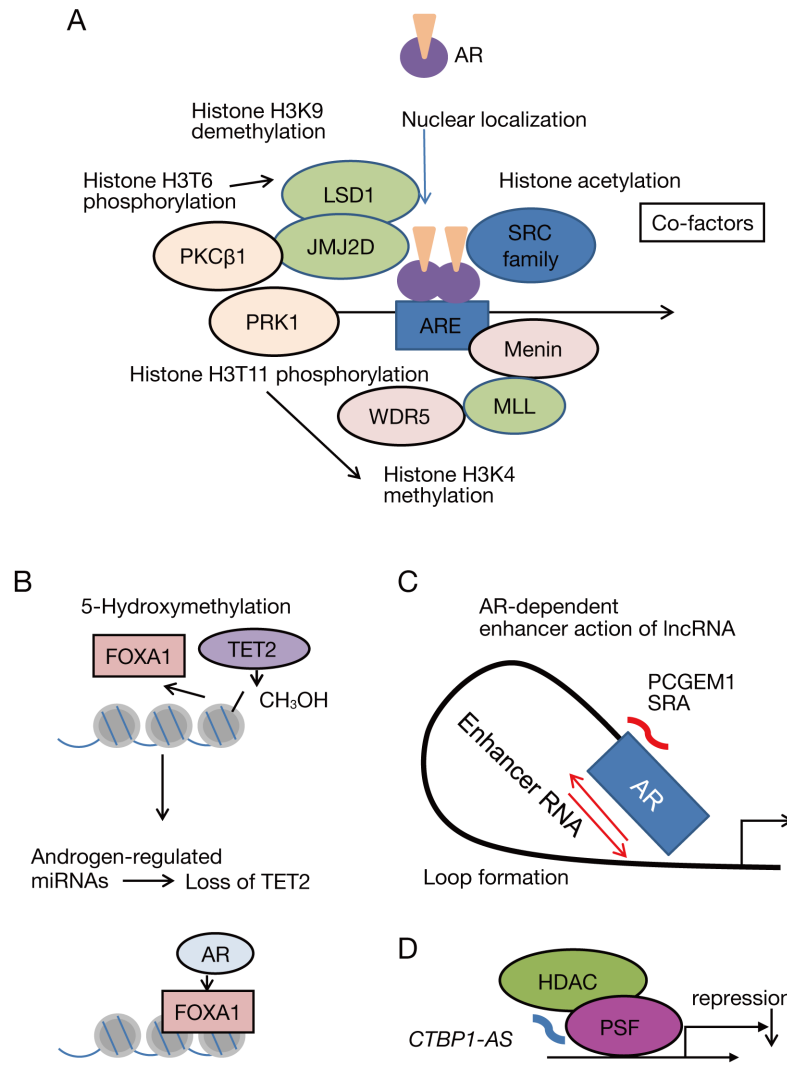 A
AR
Histone H3K9
demethylation
Nuclear localization
Histone H3T6
phosphorylation
LSD1
Histone acetylation
Co-factors
PKCβ1
JMJ2D
SRC
family
PRK1
ARE
Menin
Histone H3T11 phosphorylation
WDR5
MLL
Histone H3K4
methylation
B
5-Hydroxymethylation
FOXA1
TET2
CH₃OH
Androgen-regulated
miRNAs
Loss of TET2
AR
FOXA1
C
AR-dependent
enhancer action of lncRNA
PCGEM1
SRA
Enhancer RNA
AR
Loop formation
D
HDAC
repression
PSF
CTBP1-AS